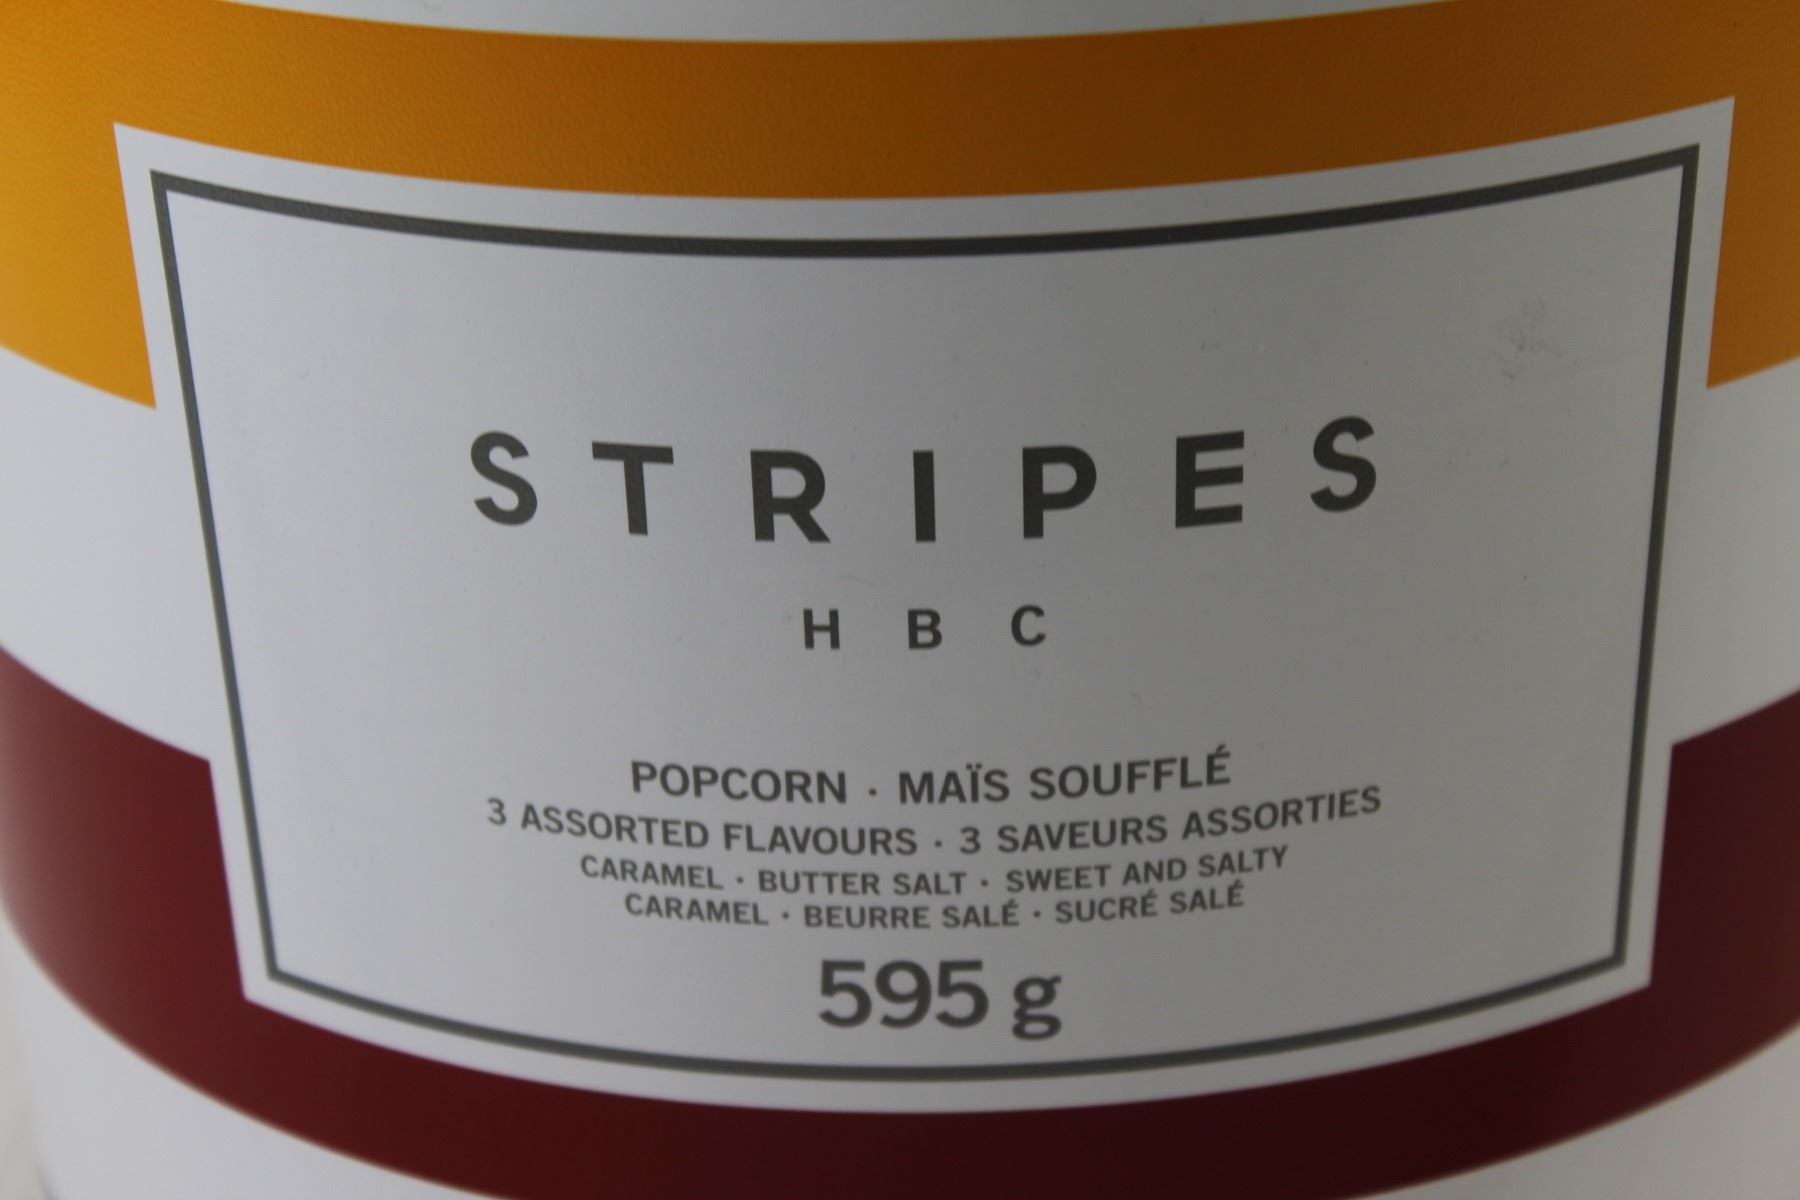 STRIPES
HBC
POPCORN · MAÏS SOUFFLÉ
3 ASSORTED FLAVOURS · 3 SAVEURS ASSORTIES
CARAMEL · BUTTER SALT · SWEET AND SALTY
CARAMEL · BEURRE SALÉ · SUCRÉ SALÉ
595 g